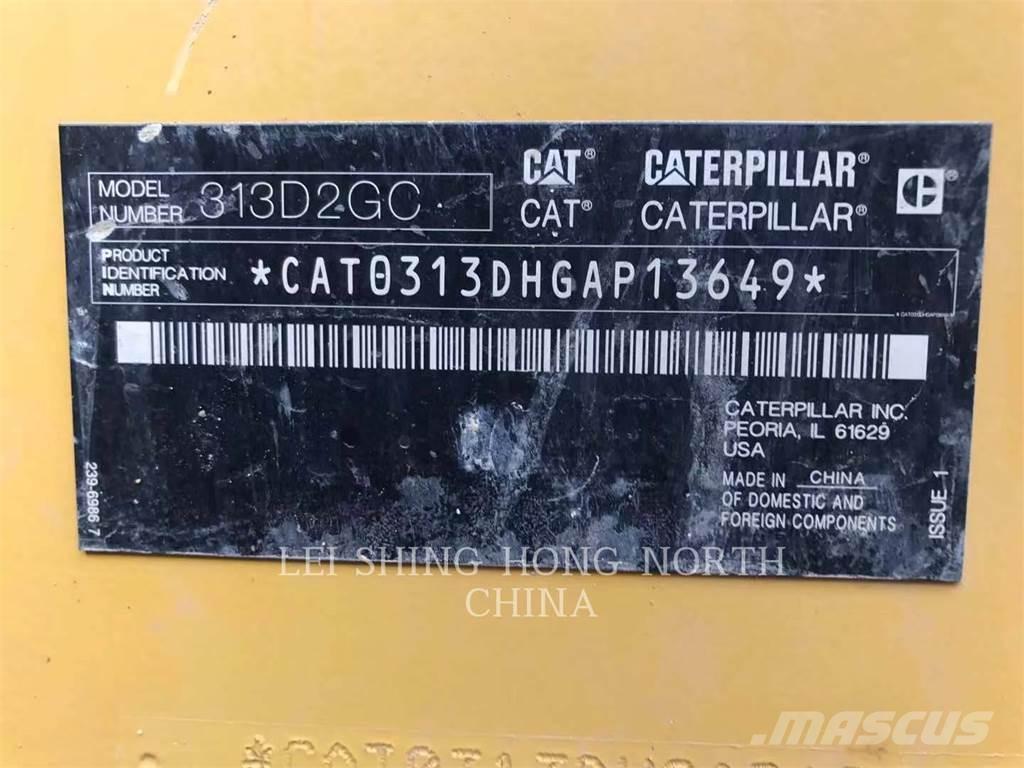 MODEL
NUMBER 313D2GC
CAT® CATERPILLAR®
CAT® CATERPILLAR®
PRODUCT
IDENTIFICATION
NUMBER
*CAT0313DHGAP13649*
CATERPILLAR INC.
PEORIA, IL 61629
USA
MADE IN CHINA
OF DOMESTIC AND
FOREIGN COMPONENTS
239-6986 7
ISSUE 1
LEI SHING HONG NORTH
CHINA
MASCUS